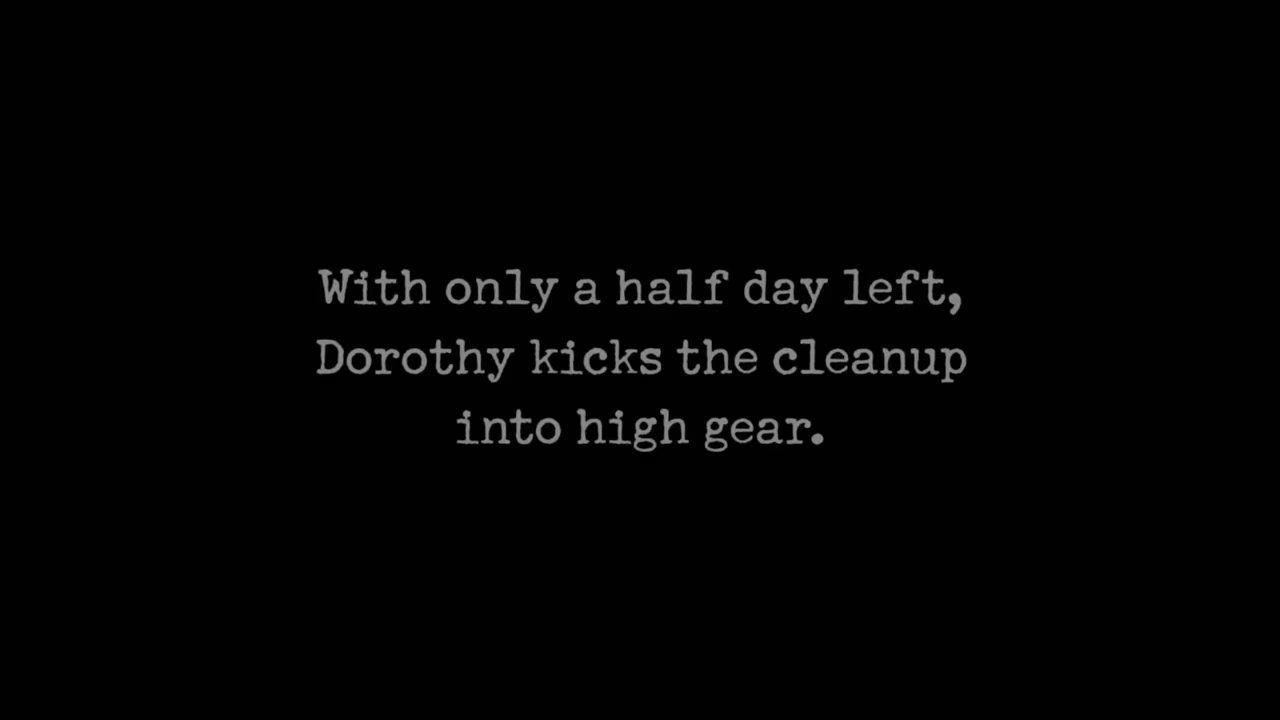 With only a half day left,
Dorothy kicks the cleanup
into high gear.